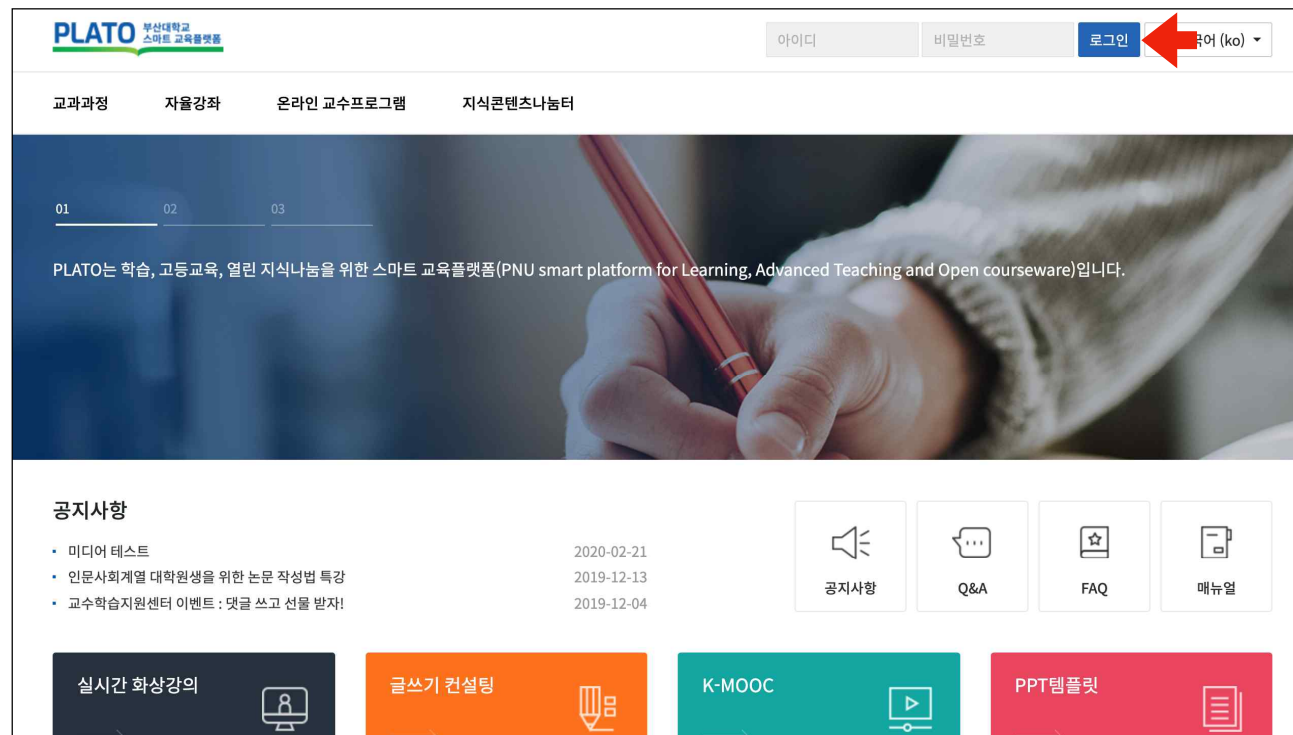 PLATO 부산대학교
스마트 교육플랫폼
아이디 비밀번호 로그인 어 (ko)
교과과정 자율강좌 온라인 교수프로그램 지식콘텐츠나눔터
01 02 03
PLATO는 학습, 고등교육, 열린 지식나눔을 위한 스마트 교육플랫폼(PNU smart platform for Learning, Advanced Teaching and Open courseware)입니다.
공지사항
미디어 테스트 2020-02-21
인문사회계열 대학원생을 위한 논문 작성법 특강 2019-12-13
교수학습지원센터 이벤트 : 댓글 쓰고 선물 받자! 2019-12-04
공지사항 Q&A FAQ 매뉴얼
실시간 화상강의 글쓰기 컨설팅 K-MOOC PPT템플릿